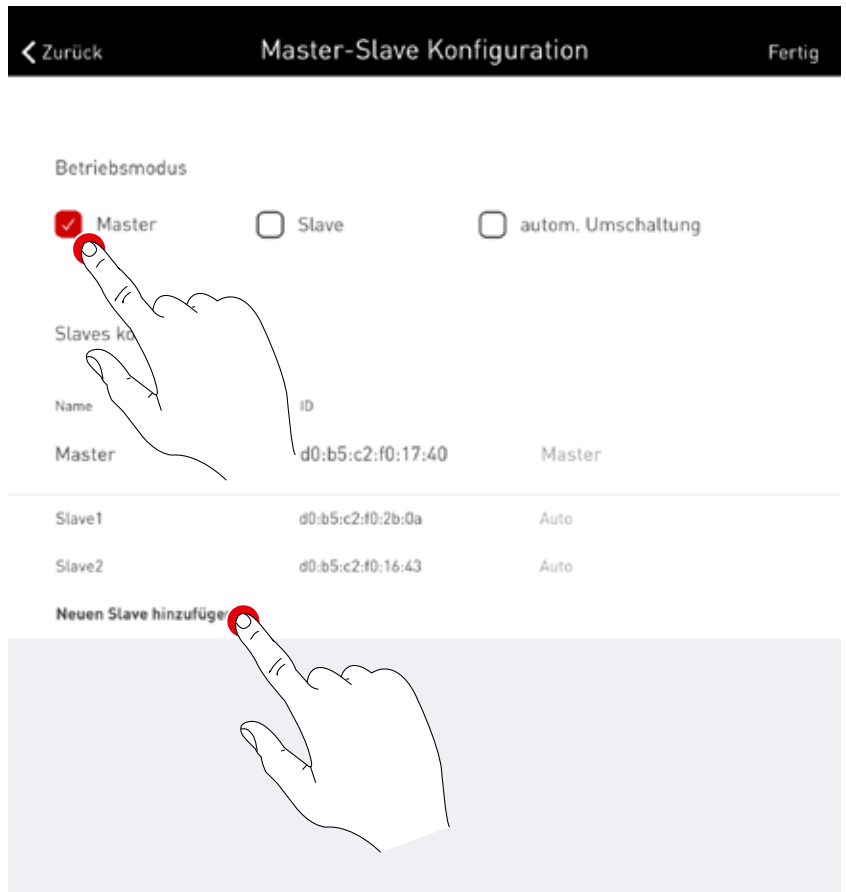 Zurück Master-Slave Konfiguration Fertig
Betriebsmodus
Master Slave autom. Umschaltung
Slaves
Name ID
Master d0:b5:c2:f0:17:40 Master
Slave1 d0:b5:c2:f0:2b:0a Auto
Slave2 d0:b5:c2:f0:16:43 Auto
Neuen Slave